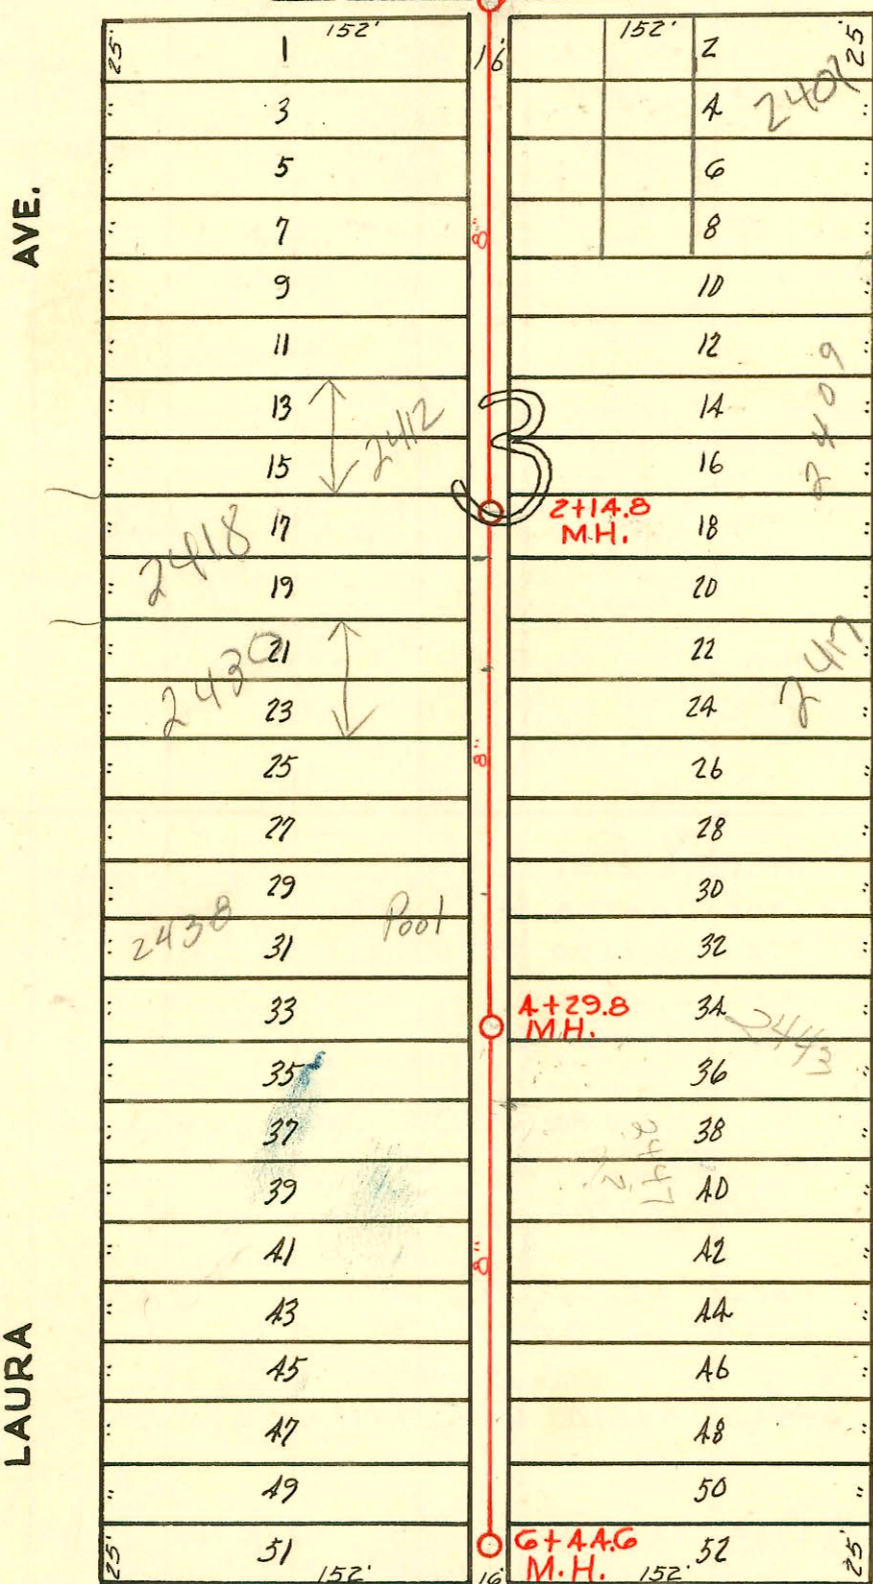 152'
152'
25' 1 16' 2 25'
" 3 4 2401 "
AVE.
" 5 6 "
" 7 8" 8 "
" 9 10 "
" 11 12 "
" 13 14 2409 "
2412
3
" 15 16 "
2+14.8
M.H.
" 17 18 "
2418
" 19 20 "
" 21 22 2417 "
2430
" 23 24 "
" 25 8" 26 "
" 27 28 "
" 29 30 "
2438 Pool
" 31 32 "
4+29.8
M.H.
" 33 34 "
2443
" 35 36 "
" 37 38 "
2447
" 39 40 "
" 41 8" 42 "
" 43 44 "
LAURA
" 45 46 "
" 47 48 "
" 49 50 "
6+44.6
M.H.
25' 51 52 25'
152' 16' 152'